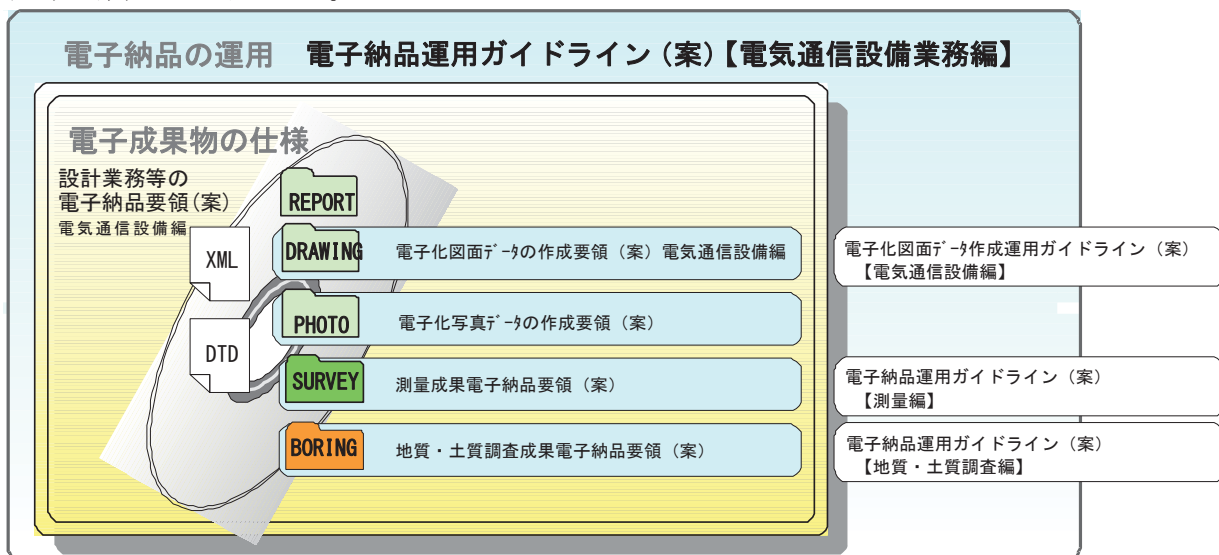 電子納品の運用 電子納品運用ガイドライン（案）【電気通信設備業務編】
電子成果物の仕様
設計業務等の
電子納品要領(案)
電気通信設備編
REPORT
XML
DRAWING 電子化図面ﾃﾞｰﾀの作成要領（案）電気通信設備編
電子化図面ﾃﾞｰﾀ作成運用ガイドライン（案）
【電気通信設備編】
PHOTO 電子化写真ﾃﾞｰﾀの作成要領（案）
DTD
SURVEY 測量成果電子納品要領（案）
電子納品運用ガイドライン（案）
【測量編】
BORING 地質・土質調査成果電子納品要領（案）
電子納品運用ガイドライン（案）
【地質・土質調査編】